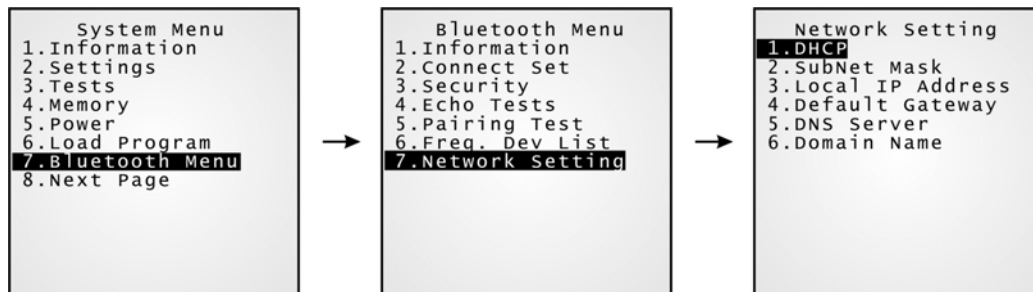 System Menu
1.Information
2.Settings
3.Tests
4.Memory
5.Power
6.Load Program
7.Bluetooth Menu
8.Next Page
Bluetooth Menu
1.Information
2.Connect Set
3.Security
4.Echo Tests
5.Pairing Test
6.Freq. Dev List
7.Network Setting
Network Setting
1.DHCP
2.SubNet Mask
3.Local IP Address
4.Default Gateway
5.DNS Server
6.Domain Name